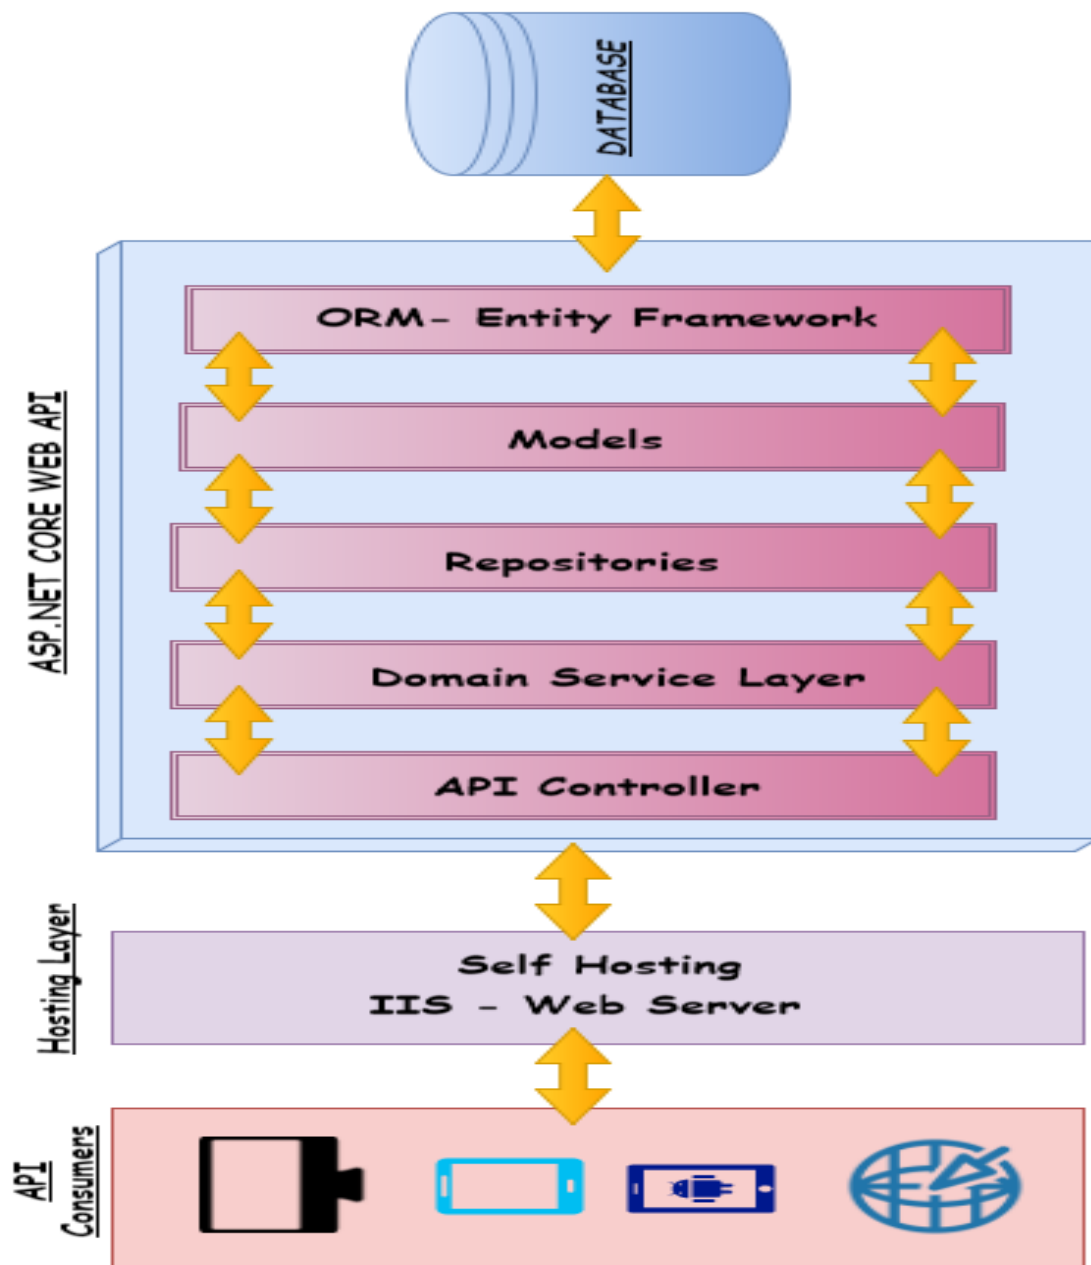 DATABASE
ASP.NET CORE WEB API
ORM- Entity Framework
Models
Repositories
Domain Service Layer
API Controller
Hosting Layer
Self Hosting
IIS - Web Server
API
Consumers